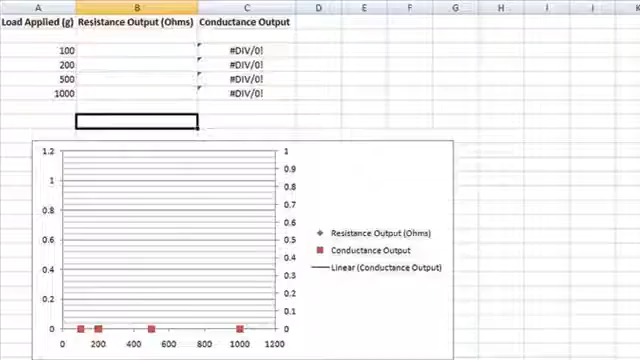 A B C D E F G H I J K
Load Applied (g) Resistance Output (Ohms) Conductance Output
100 #DIV/0!
200 #DIV/0!
500 #DIV/0!
1000 #DIV/0!
1.2 1
0.9
1 0.8
0.8 0.7
0.6
0.6 0.5
0.4 0.4
0.3
0.2 0.2
0.1
0 0
0 200 400 600 800 1000 1200
Resistance Output (Ohms)
Conductance Output
Linear (Conductance Output)